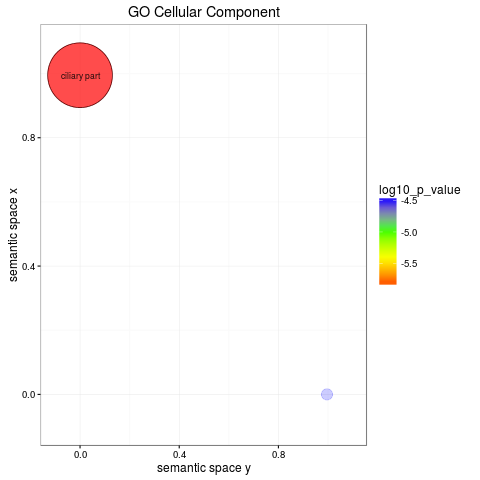 GO Cellular Component
ciliary part
0.8
0.4
0.0
semantic space x
0.0 0.4 0.8
semantic space y
log10_p_value
-4.5
-5.0
-5.5